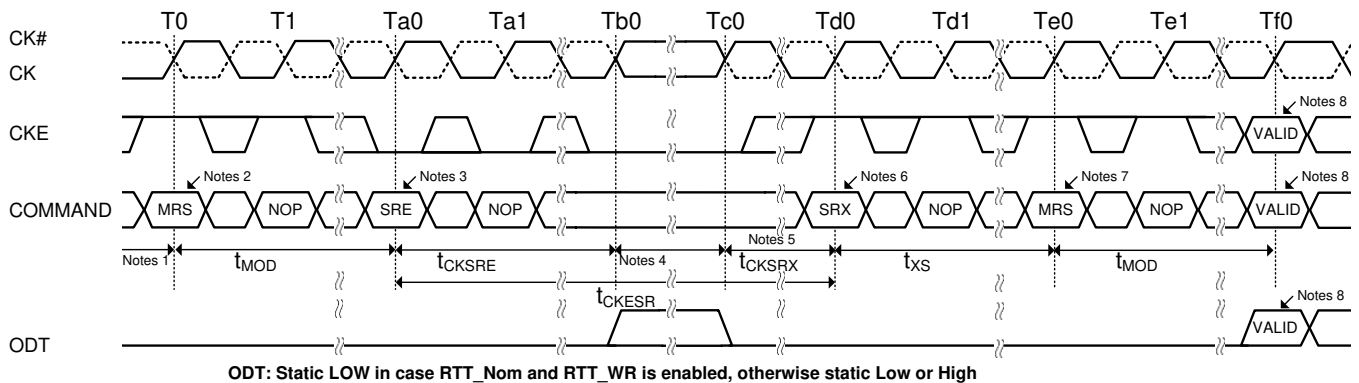 T0 T1 Ta0 Ta1 Tb0 Tc0 Td0 Td1 Te0 Te1 Tf0
CK#
CK
Notes 8
CKE
VALID
Notes 2 Notes 3 Notes 6 Notes 7 Notes 8
COMMAND MRS NOP SRE NOP SRX NOP MRS NOP VALID
Notes 1 tMOD tCKSRE Notes 4 Notes 5 tCKSRX tXS tMOD
tCKESR
Notes 8
VALID
ODT
ODT: Static LOW in case RTT_Nom and RTT_WR is enabled, otherwise static Low or High